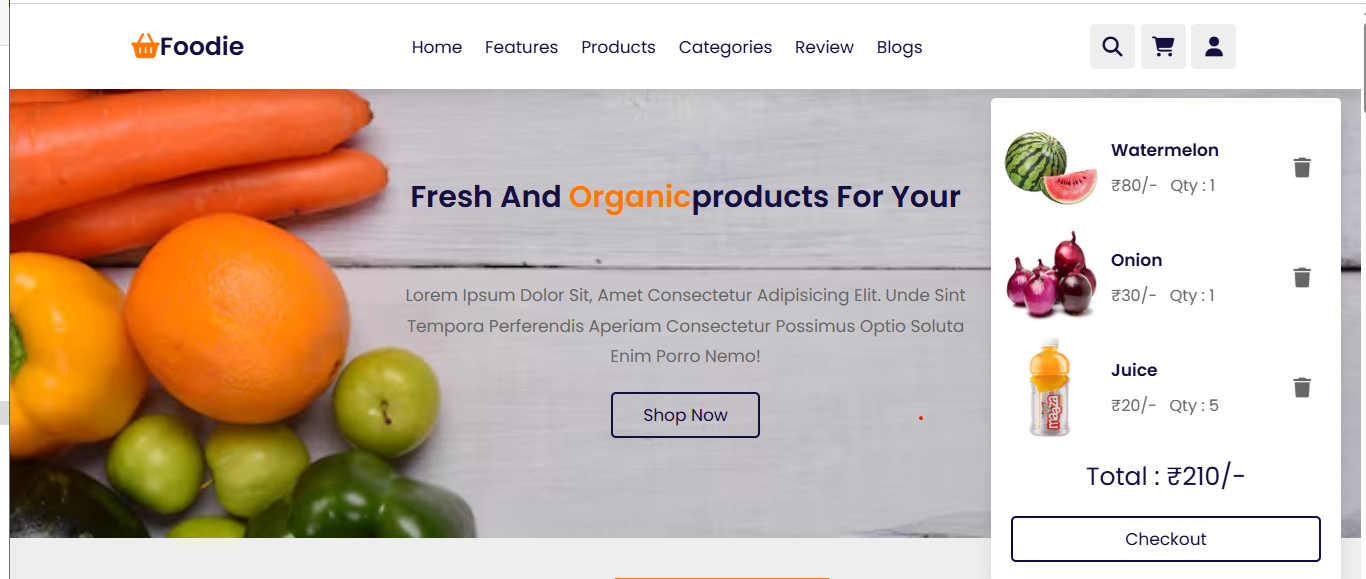 Foodie
Home Features Products Categories Review Blogs
Fresh And Organicproducts For Your
Lorem Ipsum Dolor Sit, Amet Consectetur Adipisicing Elit. Unde Sint
Tempora Perferendis Aperiam Consectetur Possimus Optio Soluta
Enim Porro Nemo!
Shop Now
Watermelon
₹80/- Qty : 1
Onion
₹30/- Qty : 1
Juice
₹20/- Qty : 5
Total : ₹210/-
Checkout